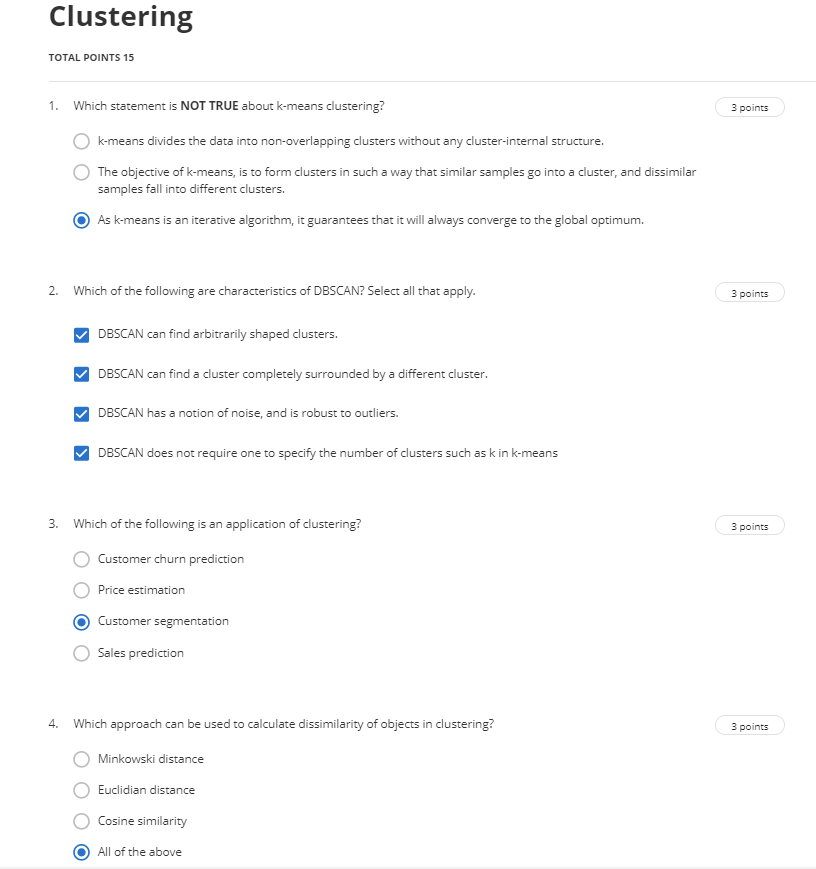 Clustering
TOTAL POINTS 15
1. Which statement is NOT TRUE about k-means clustering? 3 points
k-means divides the data into non-overlapping clusters without any cluster-internal structure.
The objective of k-means, is to form clusters in such a way that similar samples go into a cluster, and dissimilar
samples fall into different clusters.
As k-means is an iterative algorithm, it guarantees that it will always converge to the global optimum.
2. Which of the following are characteristics of DBSCAN? Select all that apply. 3 points
DBSCAN can find arbitrarily shaped clusters.
DBSCAN can find a cluster completely surrounded by a different cluster.
DBSCAN has a notion of noise, and is robust to outliers.
DBSCAN does not require one to specify the number of clusters such as k in k-means
3. Which of the following is an application of clustering? 3 points
Customer churn prediction
Price estimation
Customer segmentation
Sales prediction
4. Which approach can be used to calculate dissimilarity of objects in clustering? 3 points
Minkowski distance
Euclidian distance
Cosine similarity
All of the above